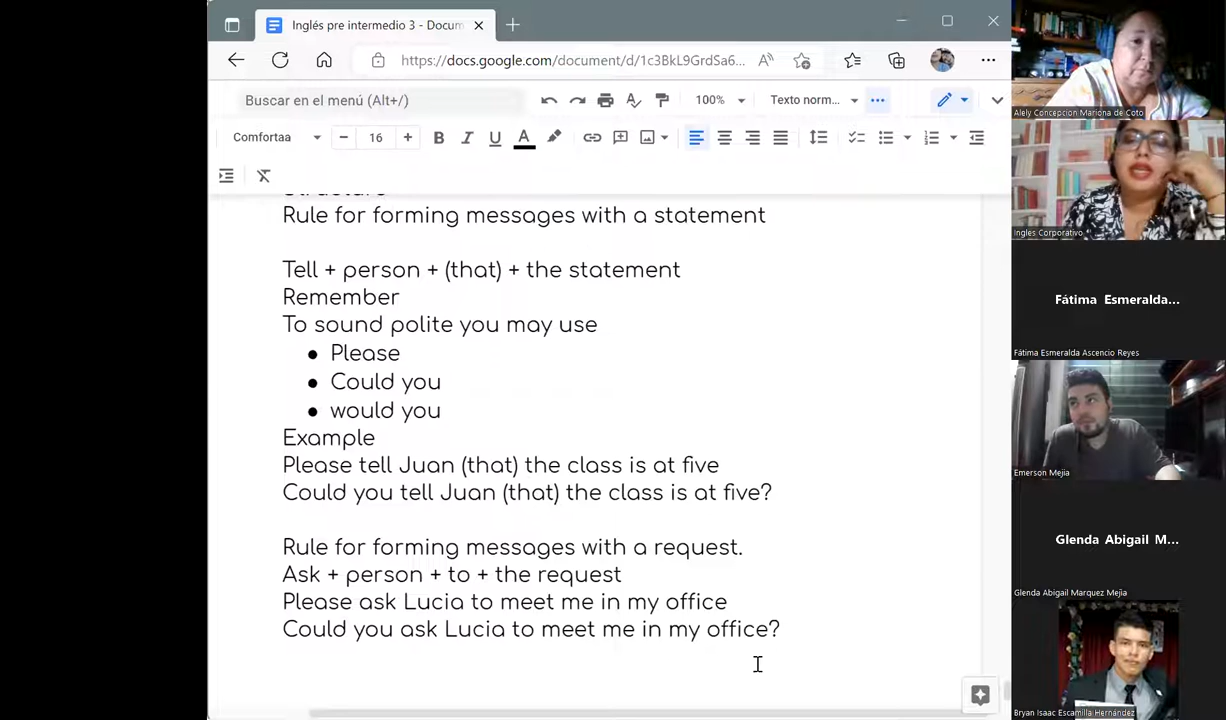 Inglés pre intermedio 3 - Docum
https://docs.google.com/document/d/1c3BkL9GrdSa6...
Buscar en el menú (Alt+/)
100%
Texto norm...
Comfortaa
16
Structure
Rule for forming messages with a statement
Tell + person + (that) + the statement
Remember
To sound polite you may use
Please
Could you
would you
Example
Please tell Juan (that) the class is at five
Could you tell Juan (that) the class is at five?
Rule for forming messages with a request.
Ask + person + to + the request
Please ask Lucia to meet me in my office
Could you ask Lucia to meet me in my office?
Alely Concepcion Mariona de Coto
Ingles Corporativo
Fátima Esmeralda...
Fátima Esmeralda Ascencio Reyes
Emerson Mejia
Glenda Abigail M...
Glenda Abigail Marquez Mejia
Bryan Isaac Escamilla Hernández